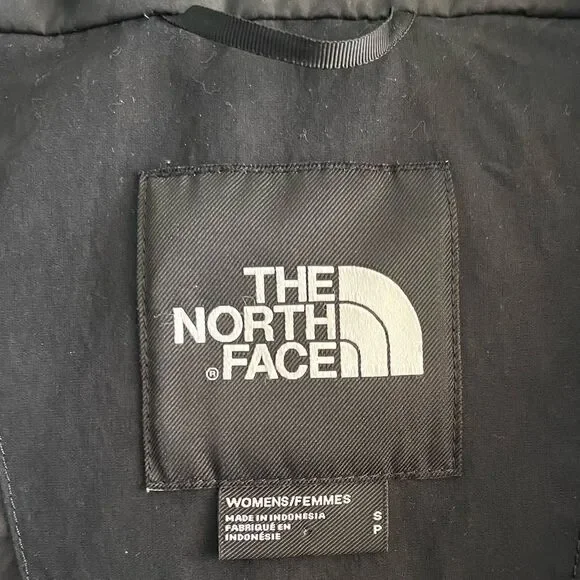 THE
NORTH
FACE
®
WOMENS/FEMMES
MADE IN INDONESIA
FABRIQUÉ EN
INDONÉSIE
S
P